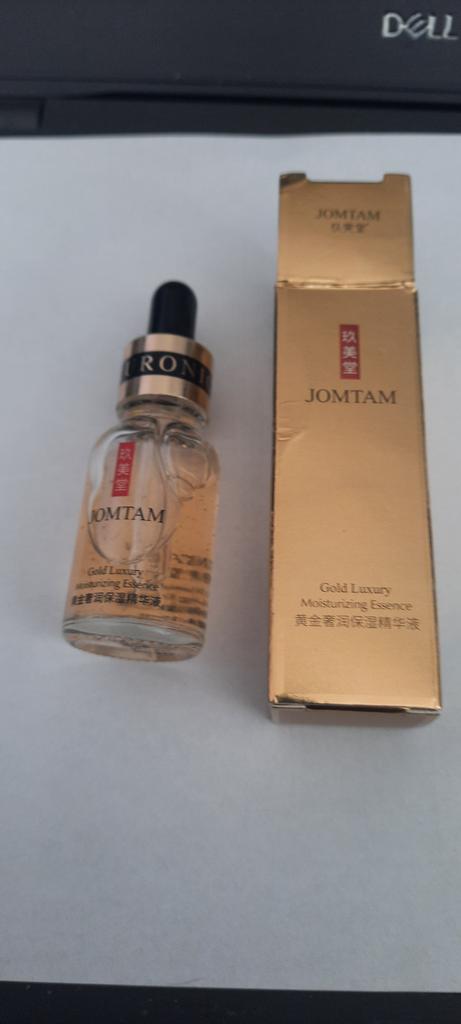 DELL
JOMTAM
玖美堂
玖美堂
JOMTAM
Gold Luxury
Moisturizing Essence
黄金奢润保湿精华液
URONI
玖美堂
JOMTAM
Gold Luxury
Moisturizing Essence
黄金奢润保湿精华液